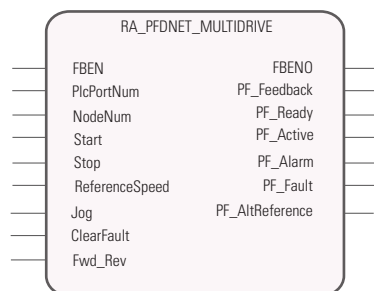 RA_PFDNET_MULTIDRIVE
FBEN FBENO
PlcPortNum PF_Feedback
NodeNum PF_Ready
Start PF_Active
Stop PF_Alarm
ReferenceSpeed PF_Fault
Jog PF_AltReference
ClearFault
Fwd_Rev